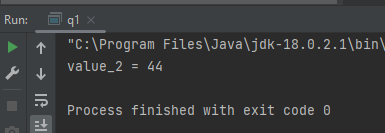 Run: q1
"C:\Program Files\Java\jdk-18.0.2.1\bin\
value_2 = 44
Process finished with exit code 0